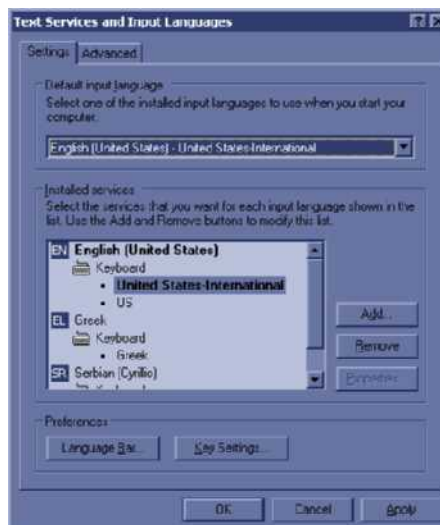 Text Services and Input Languages
Settings
Advanced
Default input language
Select one of the installed input languages to use when you start your
computer.
English (United States) - United States-International
Installed services
Select the services that you want for each input language shown in the
list. Use the Add and Remove buttons to modify this list.
EN English (United States)
Keyboard
• United States-International
• US
EL Greek
Keyboard
• Greek
SR Serbian (Cyrillic)
Keyboard
Add...
Remove
Properties...
Preferences
Language Bar...
Key Settings...
OK
Cancel
Apply